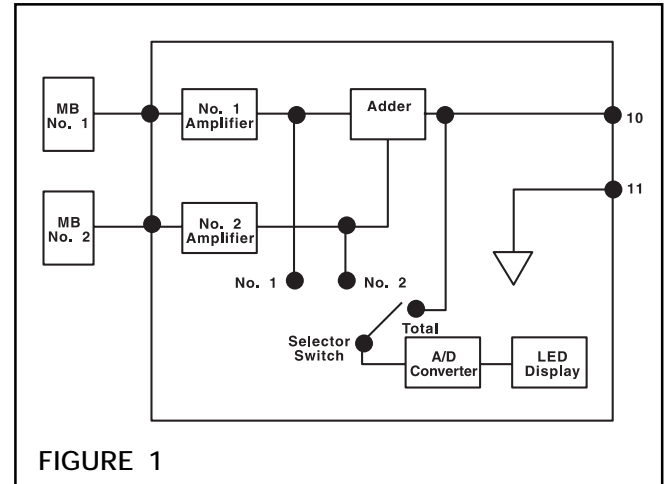 MB
No. 1
No. 1
Amplifier
Adder
10
11
MB
No. 2
No. 2
Amplifier
No. 1
No. 2
Total
Selector
Switch
A/D
Converter
LED
Display
FIGURE 1